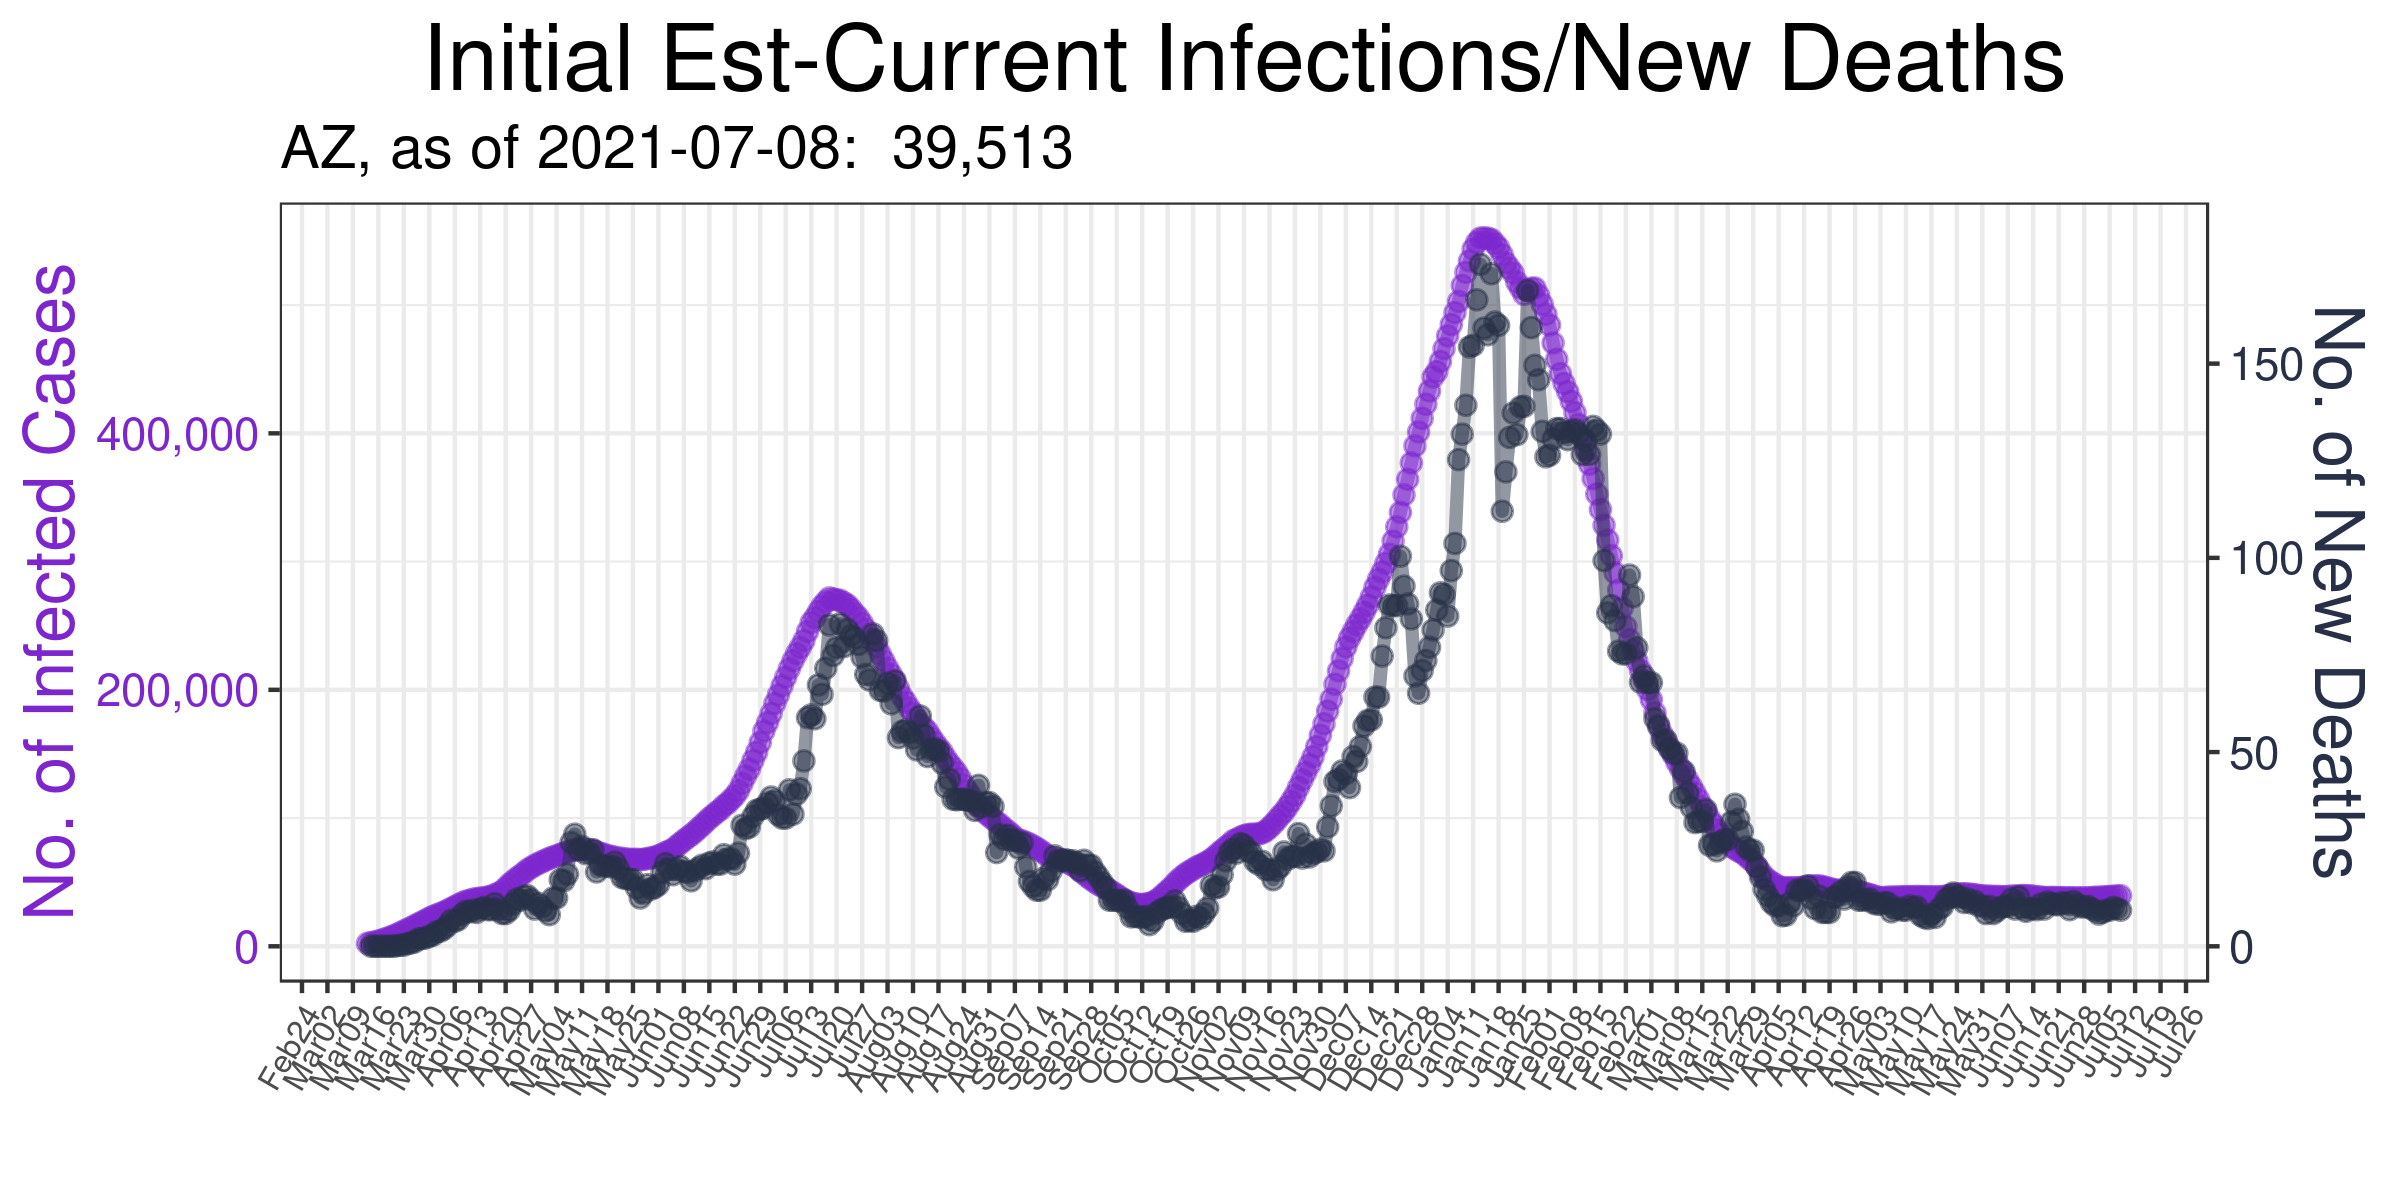 Initial Est-Current Infections/New Deaths
AZ, as of 2021-07-08:  39,513
No. of Infected Cases
400,000
200,000
0
150
100
50
0
No. of New Deaths
Feb24
Mar02
Mar09
Mar16
Mar23
Mar30
Apr06
Apr13
Apr20
Apr27
May04
May11
May18
May25
Jun01
Jun08
Jun15
Jun22
Jun29
Jul06
Jul13
Jul20
Jul27
Aug03
Aug10
Aug17
Aug24
Aug31
Sep07
Sep14
Sep21
Sep28
Oct05
Oct12
Oct19
Oct26
Nov02
Nov09
Nov16
Nov23
Nov30
Dec07
Dec14
Dec21
Dec28
Jan04
Jan11
Jan18
Jan25
Feb01
Feb08
Feb15
Feb22
Mar01
Mar08
Mar15
Mar22
Mar29
Apr05
Apr12
Apr19
Apr26
May03
May10
May17
May24
May31
Jun07
Jun14
Jun21
Jun28
Jul05
Jul12
Jul19
Jul26